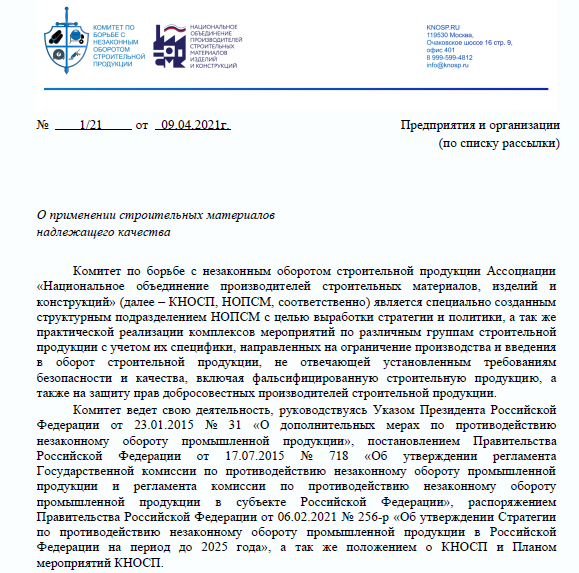 КОМИТЕТ ПО
БОРЬБЕ С
НЕЗАКОННЫМ
ОБОРОТОМ
СТРОИТЕЛЬНОЙ
ПРОДУКЦИИ
НАЦИОНАЛЬНОЕ
ОБЪЕДИНЕНИЕ
ПРОИЗВОДИТЕЛЕЙ
СТРОИТЕЛЬНЫХ
МАТЕРИАЛОВ
ИЗДЕЛИЙ
И КОНСТРУКЦИЙ
KNOSP.RU
119530 Москва,
Очаковское шоссе 16 стр. 9,
офис 401
8 999-599-4812
info@knosp.ru
№ 1/21 от 09.04.2021г.
Предприятия и организации
(по списку рассылки)
О применении строительных материалов
надлежащего качества
Комитет по борьбе с незаконным оборотом строительной продукции Ассоциации
«Национальное объединение производителей строительных материалов, изделий и
конструкций» (далее – КНОСП, НОПСМ, соответственно) является специально созданным
структурным подразделением НОПСМ с целью выработки стратегии и политики, а так же
практической реализации комплексов мероприятий по различным группам строительной
продукции с учетом их специфики, направленных на ограничение производства и введения
в оборот строительной продукции, не отвечающей установленным требованиям
безопасности и качества, включая фальсифицированную строительную продукцию, а
также на защиту прав добросовестных производителей строительной продукции.
Комитет ведет свою деятельность, руководствуясь Указом Президента Российской
Федерации от 23.01.2015 № 31 «О дополнительных мерах по противодействию
незаконному обороту промышленной продукции», постановлением Правительства
Российской Федерации от 17.07.2015 № 718 «Об утверждении регламента
Государственной комиссии по противодействию незаконному обороту промышленной
продукции и регламента комиссии по противодействию незаконному обороту
промышленной продукции в субъекте Российской Федерации», распоряжением
Правительства Российской Федерации от 06.02.2021 № 256-р «Об утверждении Стратегии
по противодействию незаконному обороту промышленной продукции в Российской
Федерации на период до 2025 года», а так же положением о КНОСП и Планом
мероприятий КНОСП.